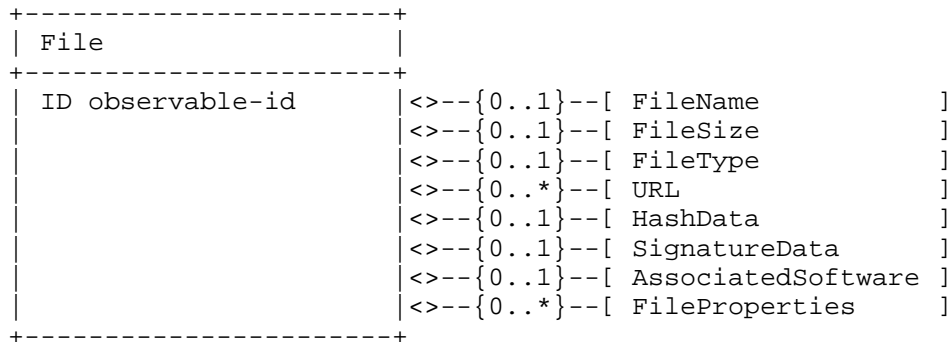 +------------------------+
| File                   |
+------------------------+
| ID observable-id       |<>--{0..1}--[ FileName           ]
|                        |<>--{0..1}--[ FileSize           ]
|                        |<>--{0..1}--[ FileType           ]
|                        |<>--{0..*}--[ URL                ]
|                        |<>--{0..1}--[ HashData           ]
|                        |<>--{0..1}--[ SignatureData      ]
|                        |<>--{0..1}--[ AssociatedSoftware ]
|                        |<>--{0..*}--[ FileProperties     ]
+------------------------+